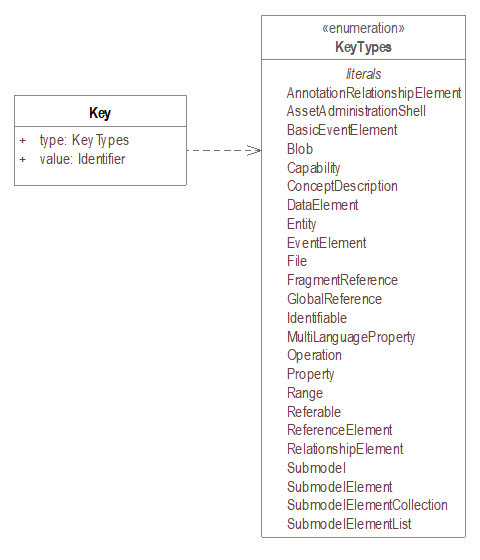 «enumeration»
KeyTypes
literals
AnnotationRelationshipElement
AssetAdministrationShell
BasicEventElement
Blob
Capability
ConceptDescription
DataElement
Entity
EventElement
File
FragmentReference
GlobalReference
Identifiable
MultiLanguageProperty
Operation
Property
Range
Referable
ReferenceElement
RelationshipElement
Submodel
SubmodelElement
SubmodelElementCollection
SubmodelElementList
Key
+ type: KeyTypes
+ value: Identifier